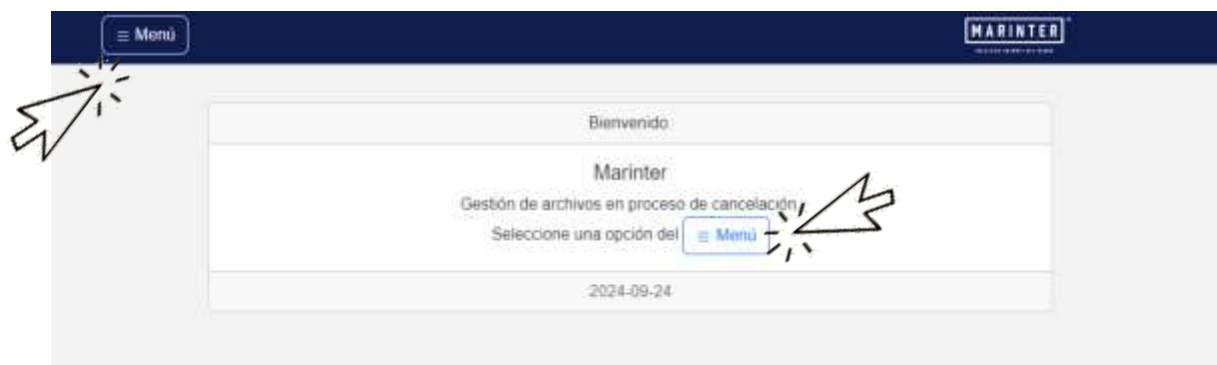 ≡ Menú
MARINTER
Bienvenido
Marinter
Gestión de archivos en proceso de cancelación
Seleccione una opción del ≡ Menú
2024-09-24